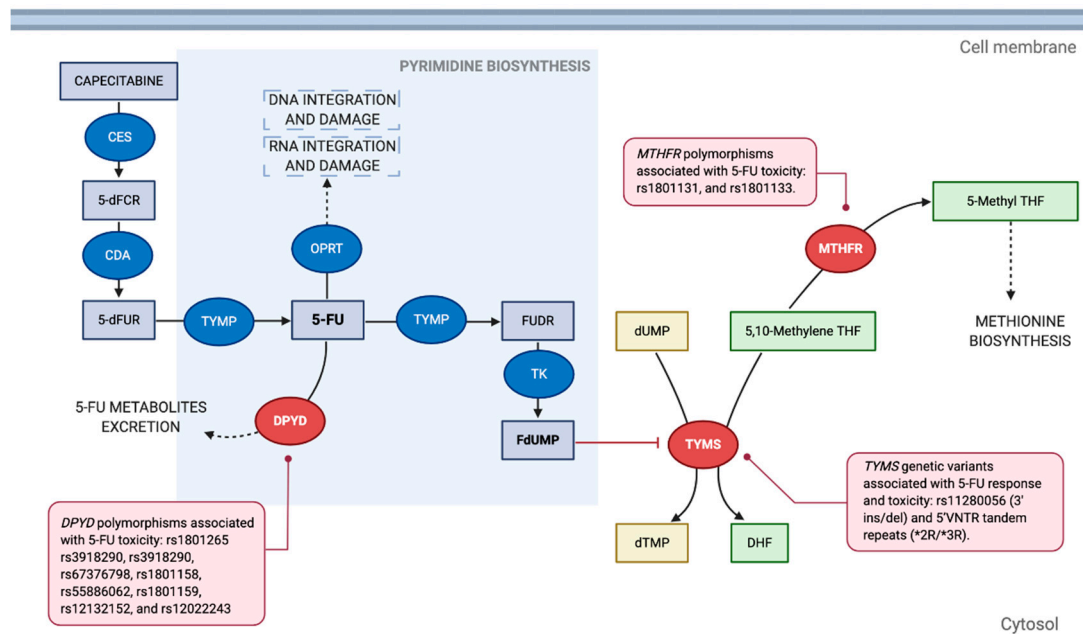 Cell membrane
PYRIMIDINE BIOSYNTHESIS
CAPECITABINE
DNA INTEGRATION
AND DAMAGE
RNA INTEGRATION
AND DAMAGE
CES
5-dFCR
CDA
5-dFUR
TYMP
OPRT
5-FU
TYMP
FUDR
TK
FdUMP
DPYD
5-FU METABOLITES
EXCRETION
DPYD polymorphisms associated
with 5-FU toxicity: rs1801265
rs3918290, rs3918290,
rs67376798, rs1801158,
rs55886062, rs1801159,
rs12132152, and rs12022243
MTHFR polymorphisms
associated with 5-FU toxicity:
rs1801131, and rs1801133.
MTHFR
5-Methyl THF
METHIONINE
BIOSYNTHESIS
dUMP
5,10-Methylene THF
TYMS
dTMP
DHF
TYMS genetic variants
associated with 5-FU response
and toxicity: rs11280056 (3'
ins/del) and 5'VNTR tandem
repeats (*2R/*3R).
Cytosol